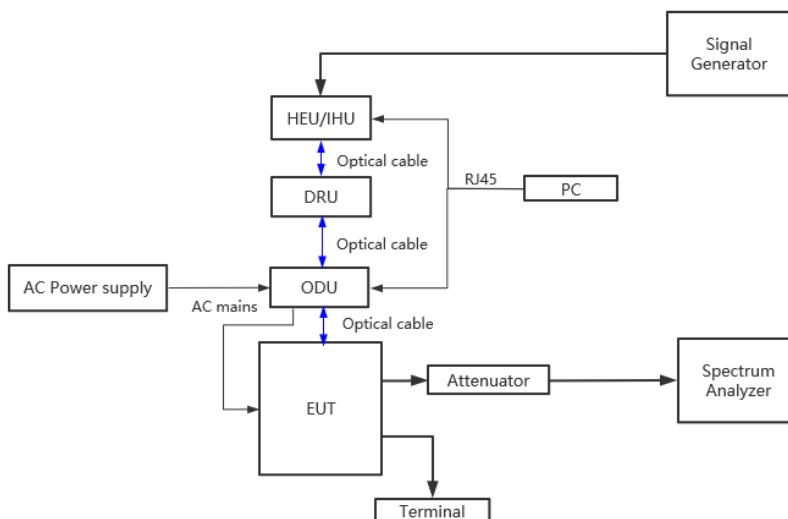 Signal
Generator
HEU/IHU
Optical cable
RJ45
PC
DRU
Optical cable
AC Power supply
ODU
AC mains
Optical cable
EUT
Attenuator
Spectrum
Analyzer
Terminal